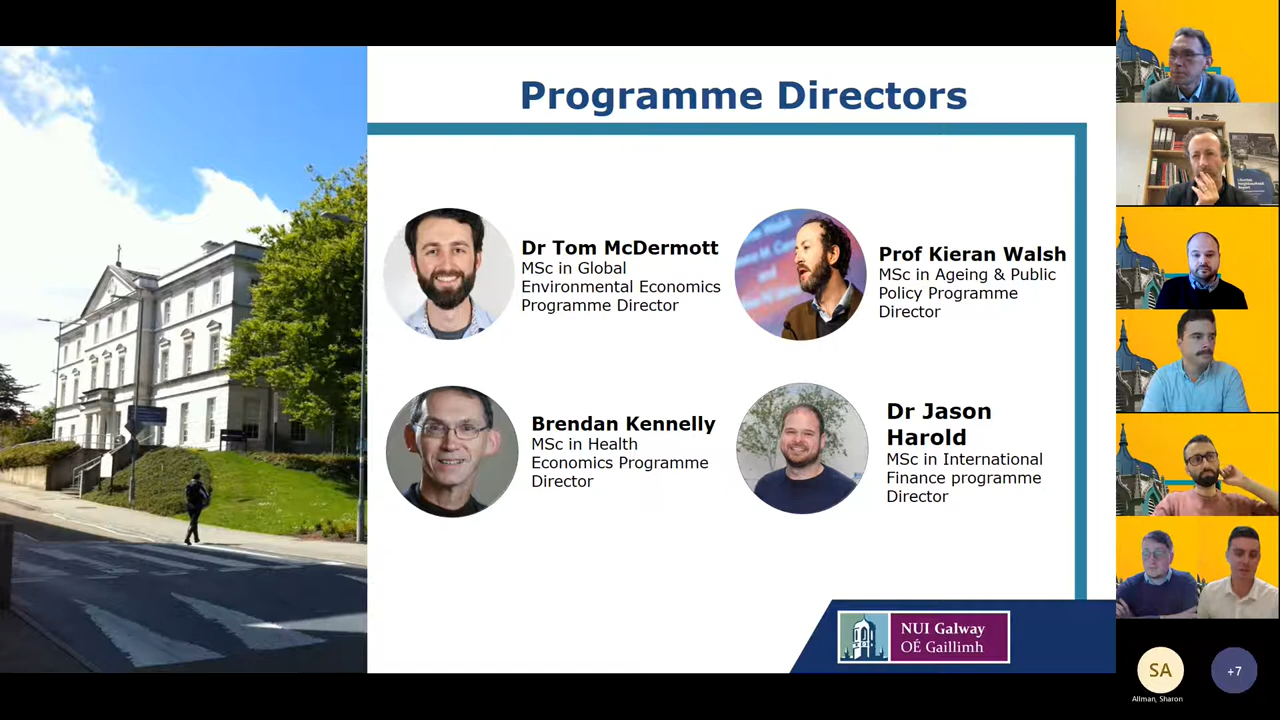 Programme Directors
Dr Tom McDermott
MSc in Global
Environmental Economics
Programme Director
Prof Kieran Walsh
MSc in Ageing & Public
Policy Programme
Director
Brendan Kennelly
MSc in Health
Economics Programme
Director
Dr Jason
Harold
MSc in International
Finance programme
Director
NUI Galway
OÉ Gaillimh
SA
Allman, Sharon
+7